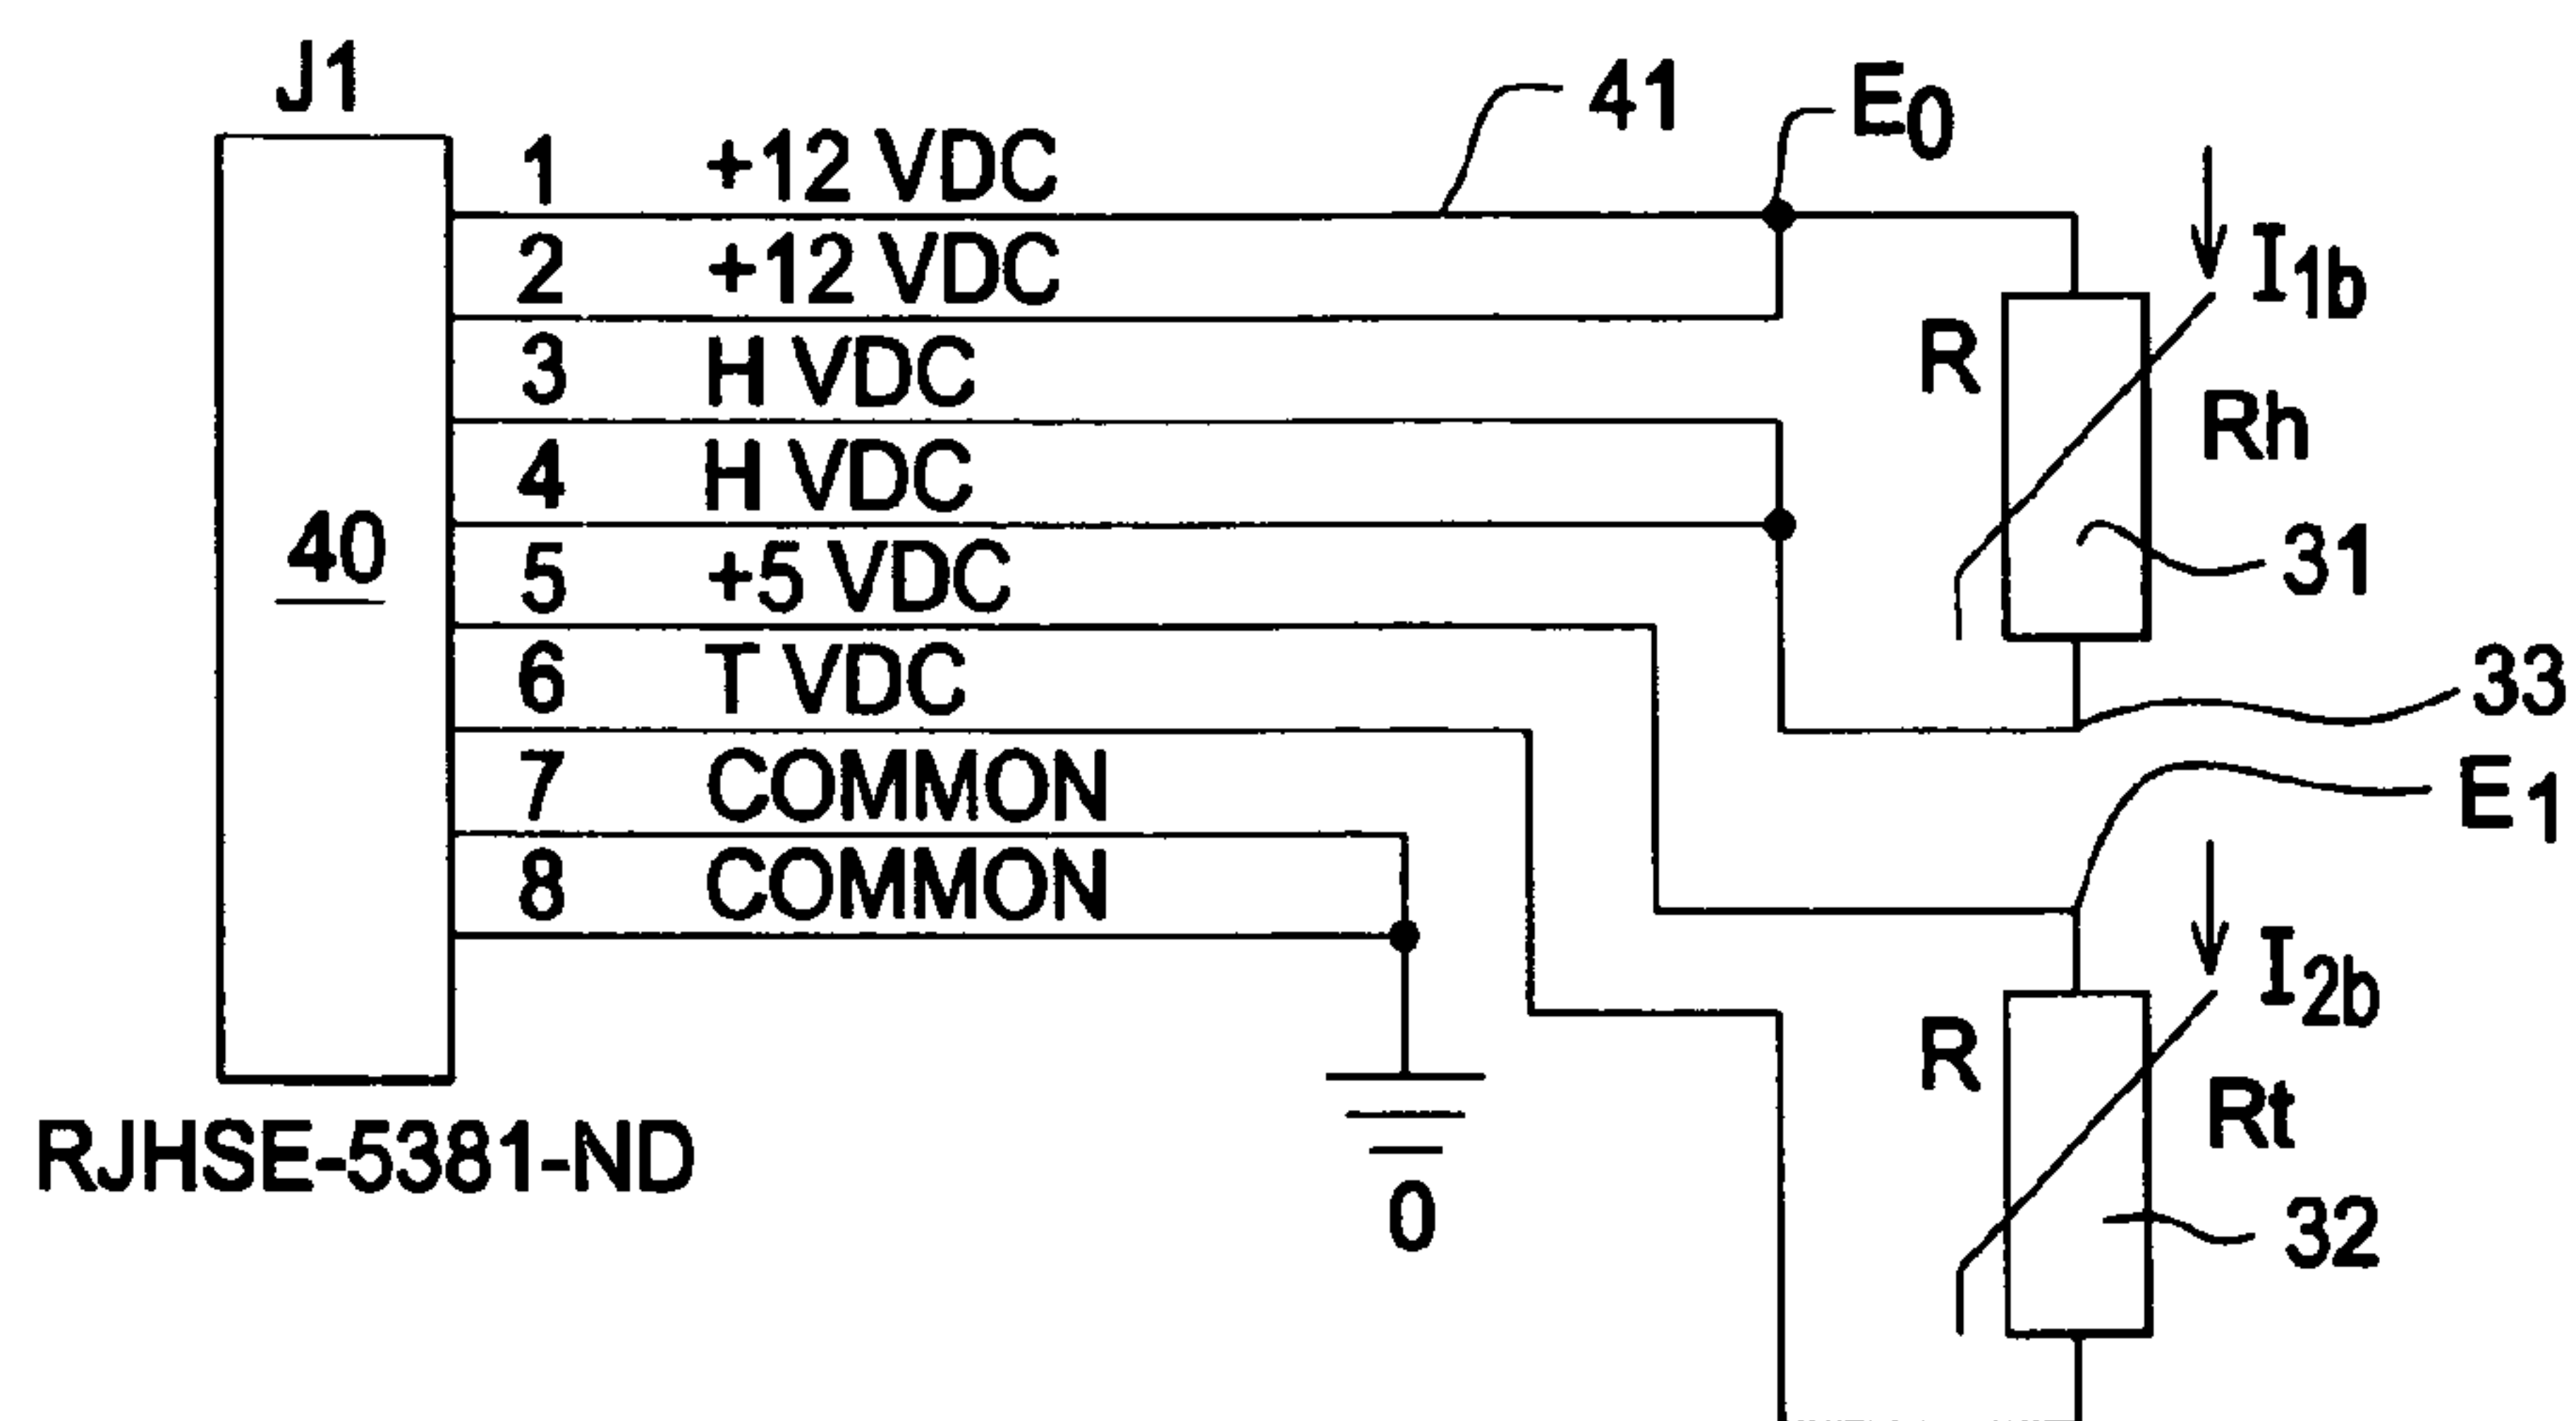 J1
1 +12 VDC
2 +12 VDC
3 H VDC
4 H VDC
5 +5 VDC
6 T VDC
7 COMMON
8 COMMON
40
RJHSE-5381-ND
0
41
E0
I1b
R
Rh
31
33
E1
I2b
R
Rt
32